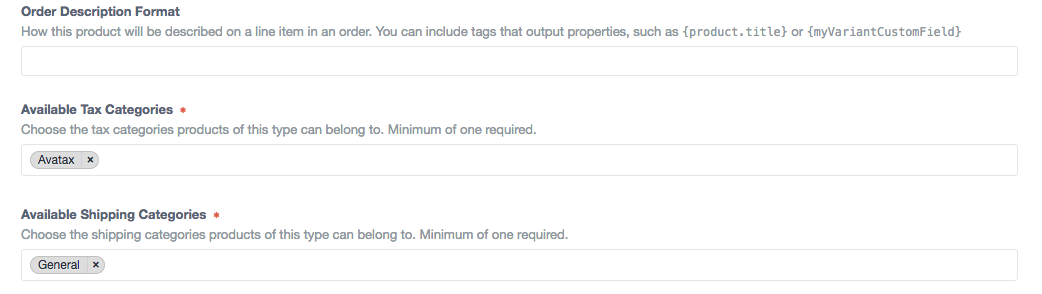 Order Description Format
How this product will be described on a line item in an order. You can include tags that output properties, such as {product.title} or {myVariantCustomField}
Available Tax Categories *
Choose the tax categories products of this type can belong to. Minimum of one required.
Avatax ×
Available Shipping Categories *
Choose the shipping categories products of this type can belong to. Minimum of one required.
General ×